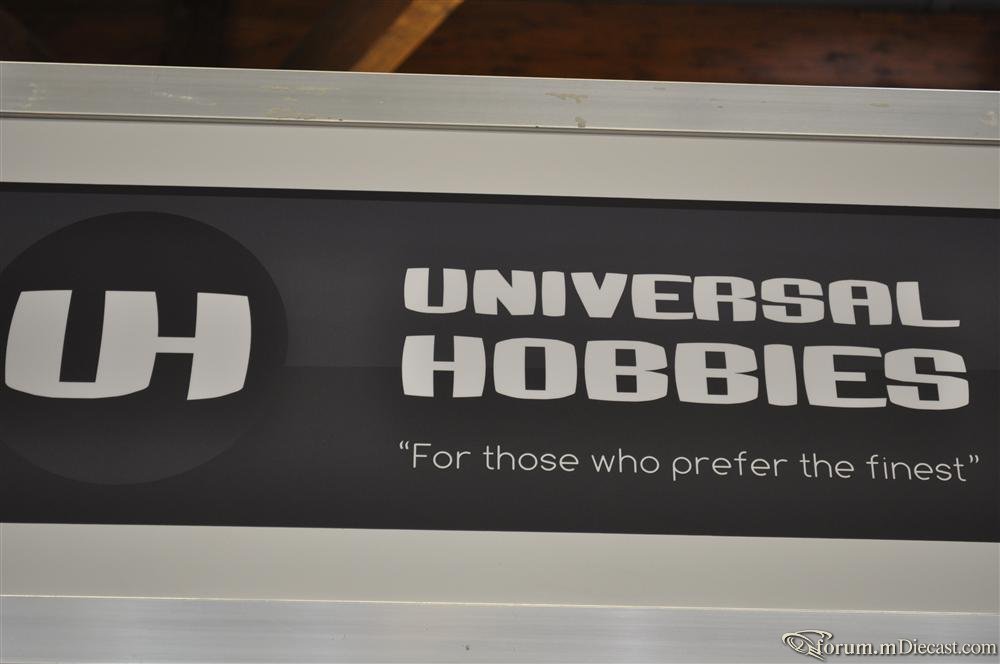 UH
UNIVERSAL
HOBBIES
“For those who prefer the finest”
forum.mDiecast.com